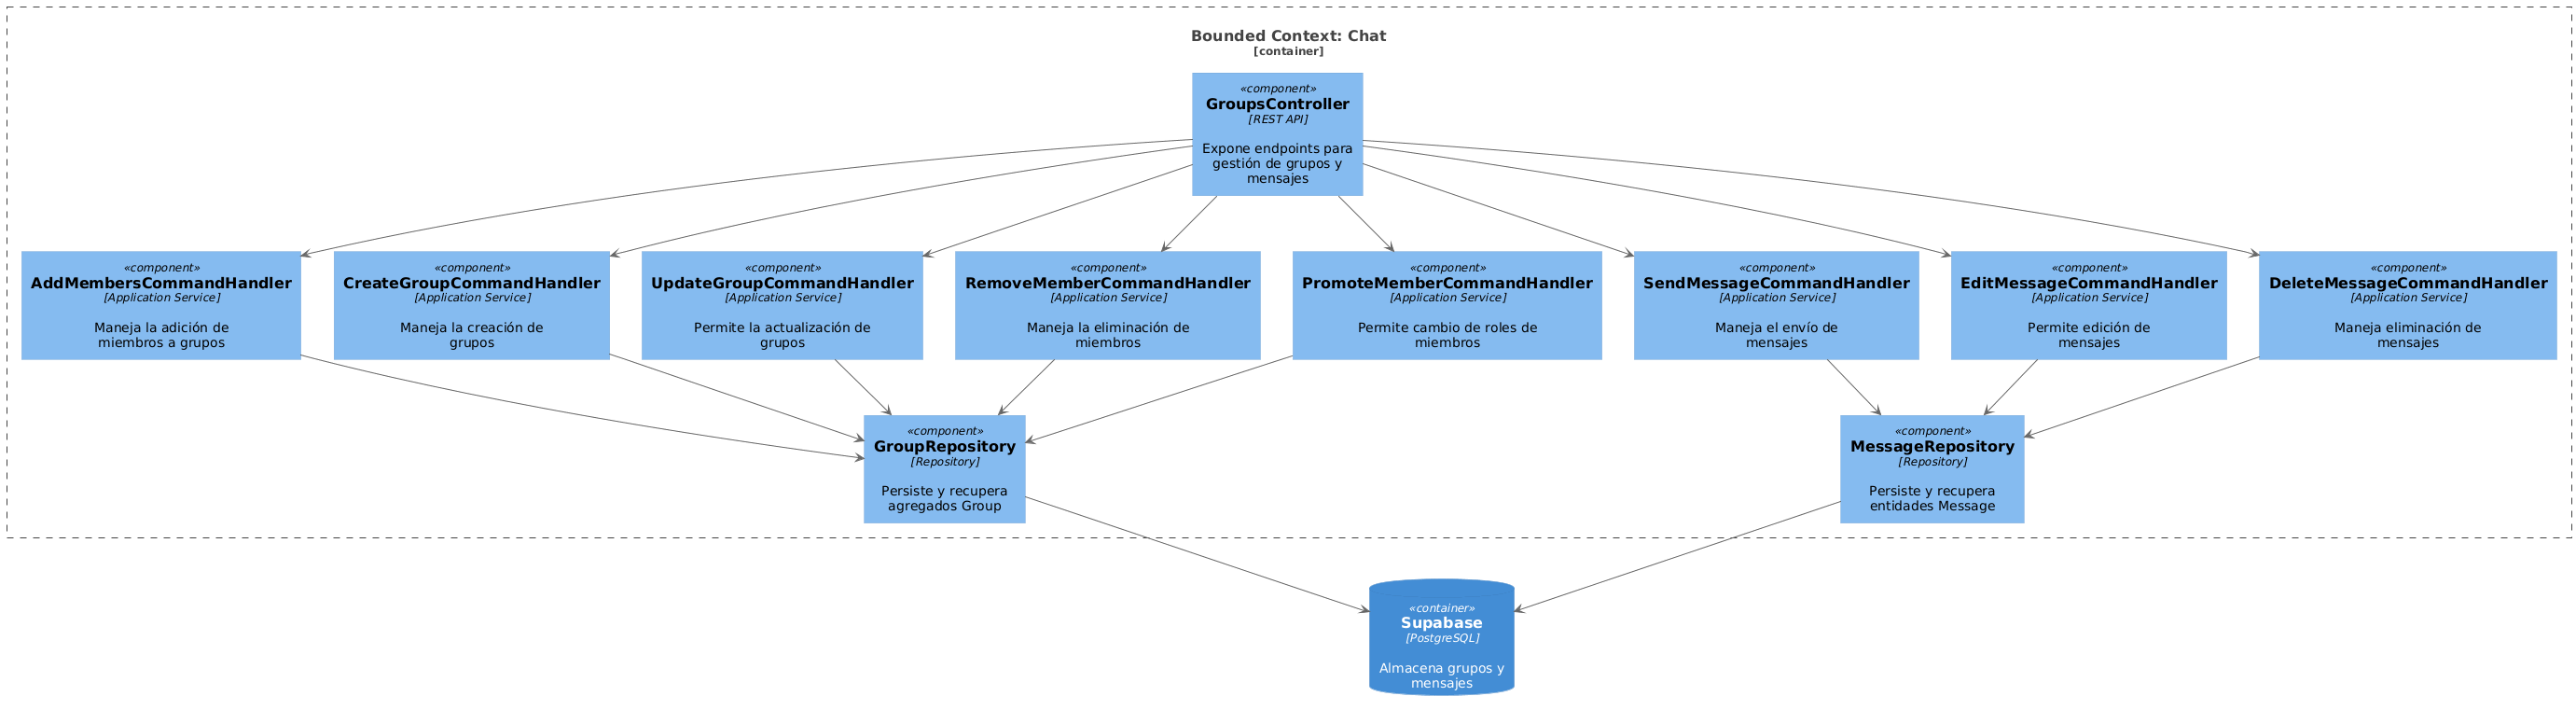 Bounded Context: Chat
[container]
«component»
GroupsController
[REST API]
Expone endpoints para
gestión de grupos y
mensajes
«component»
AddMembersCommandHandler
[Application Service]
Maneja la adición de
miembros a grupos
«component»
CreateGroupCommandHandler
[Application Service]
Maneja la creación de
grupos
«component»
UpdateGroupCommandHandler
[Application Service]
Permite la actualización de
grupos
«component»
RemoveMemberCommandHandler
[Application Service]
Maneja la eliminación de
miembros
«component»
PromoteMemberCommandHandler
[Application Service]
Permite cambio de roles de
miembros
«component»
SendMessageCommandHandler
[Application Service]
Maneja el envío de
mensajes
«component»
EditMessageCommandHandler
[Application Service]
Permite edición de
mensajes
«component»
DeleteMessageCommandHandler
[Application Service]
Maneja eliminación de
mensajes
«component»
GroupRepository
[Repository]
Persiste y recupera
agregados Group
«component»
MessageRepository
[Repository]
Persiste y recupera
entidades Message
«container»
Supabase
[PostgreSQL]
Almacena grupos y
mensajes